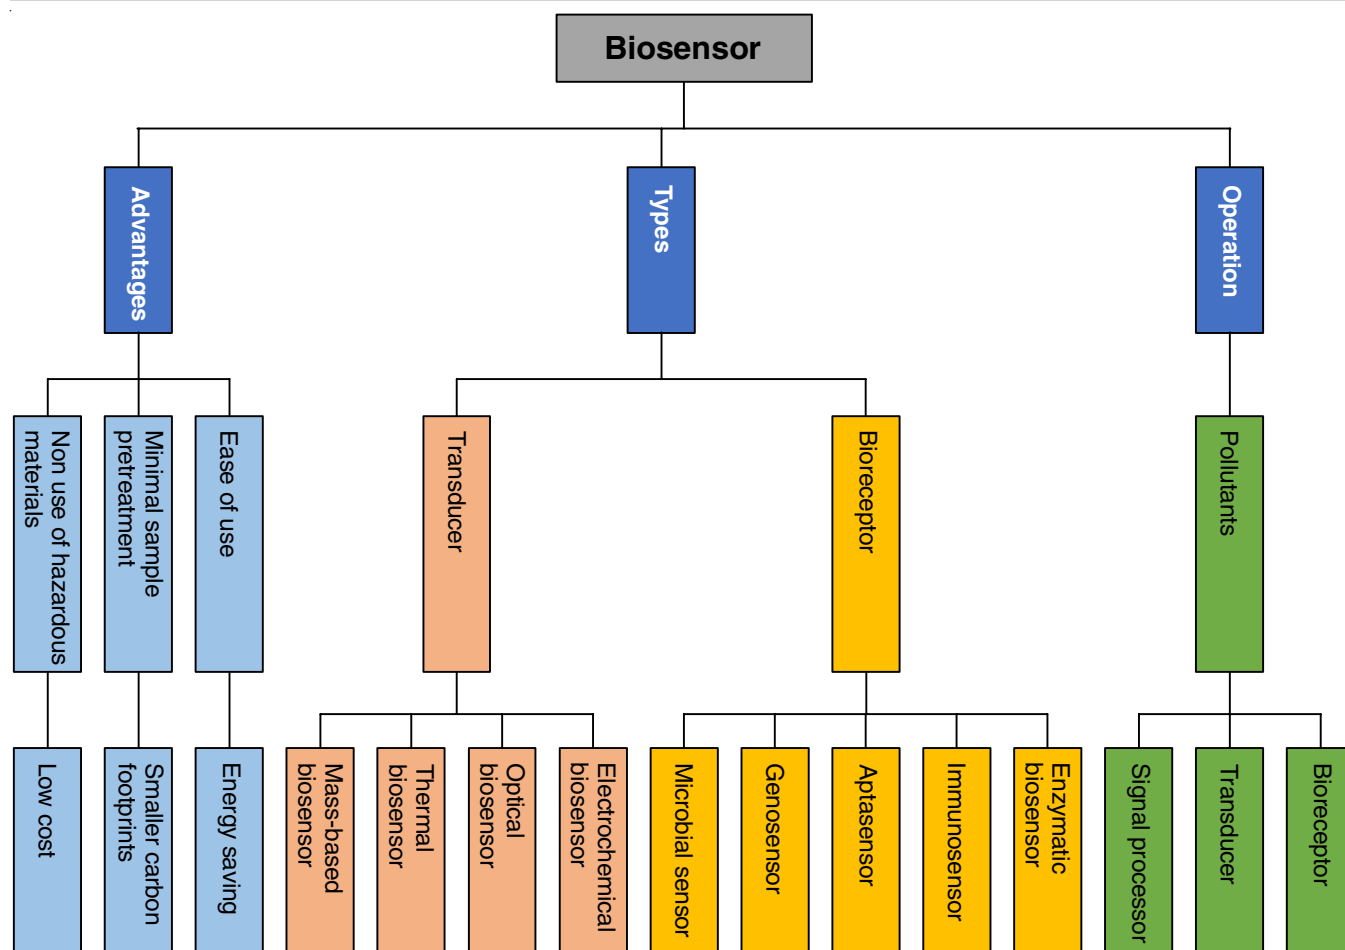 Biosensor
Advantages
Types
Operation
Non use of hazardous
materials
Minimal sample
pretreatment
Ease of use
Transducer
Bioreceptor
Pollutants
Low cost
Smaller carbon
footprints
Energy saving
Mass-based
biosensor
Thermal
biosensor
Optical
biosensor
Electrochemical
biosensor
Microbial sensor
Genosensor
Aptasensor
Immunosensor
Enzymatic
biosensor
Signal processor
Transducer
Bioreceptor